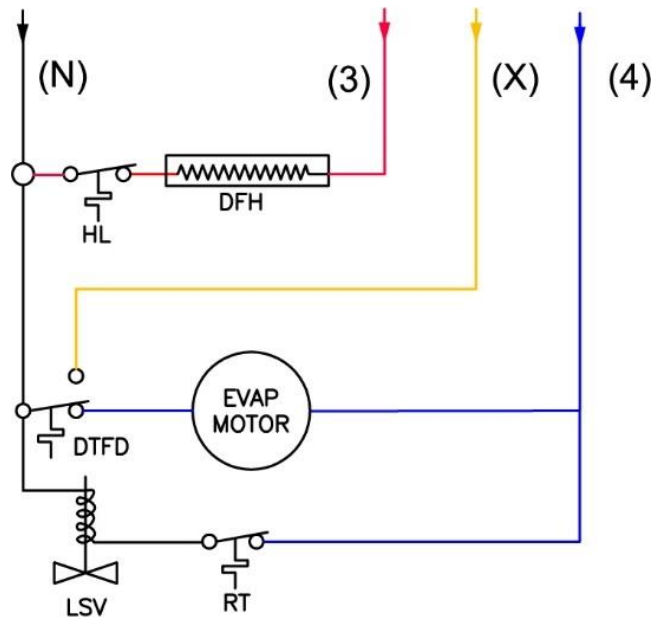 (N)
(3)
(X)
(4)
DFH
HL
EVAP
MOTOR
DTFD
LSV
RT